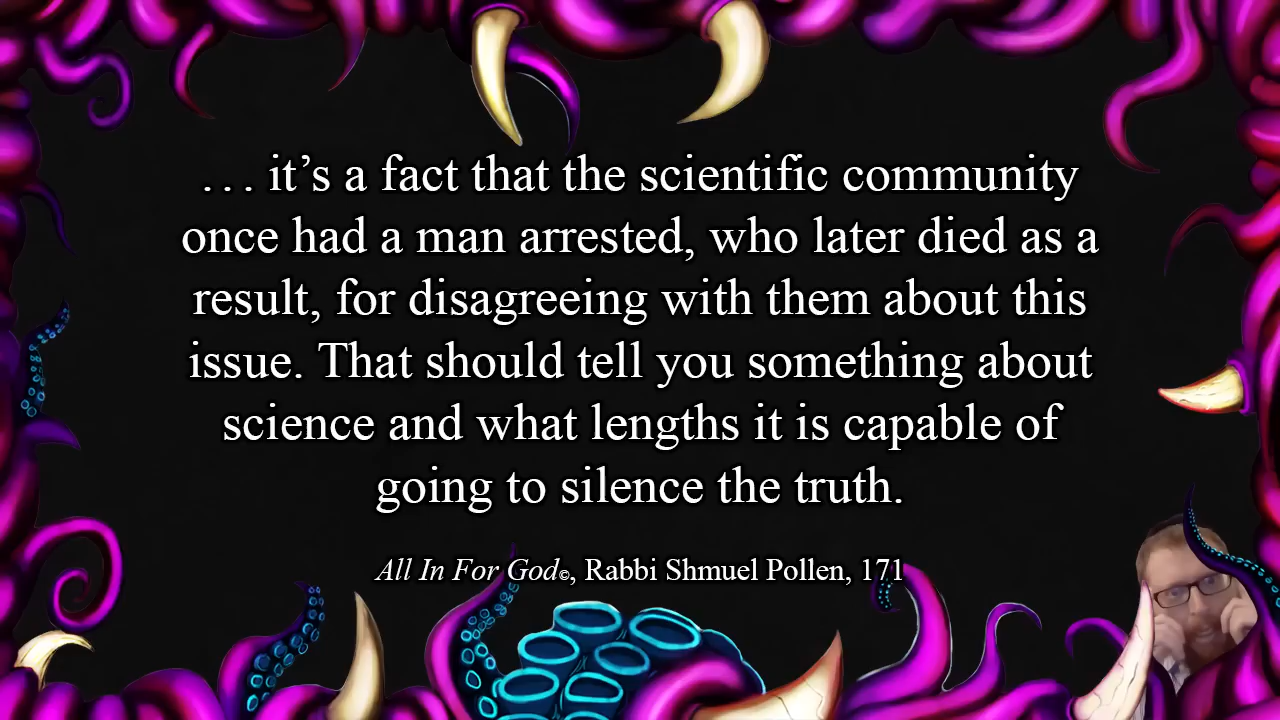 … it’s a fact that the scientific community
once had a man arrested, who later died as a
result, for disagreeing with them about this
issue. That should tell you something about
science and what lengths it is capable of
going to silence the truth.
All In For God©, Rabbi Shmuel Pollen, 171